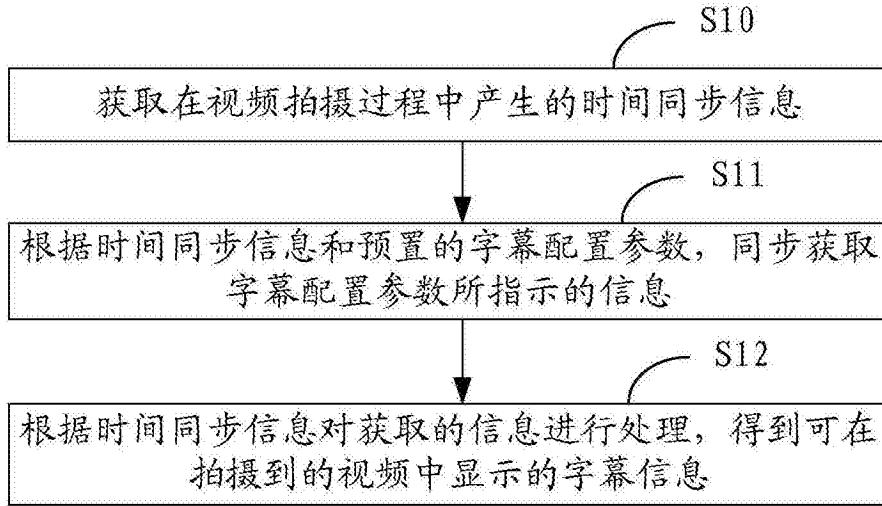 S10
获取在视频拍摄过程中产生的时间同步信息
S11
根据时间同步信息和预置的字幕配置参数，同步获取
字幕配置参数所指示的信息
S12
根据时间同步信息对获取的信息进行处理，得到可在
拍摄到的视频中显示的字幕信息